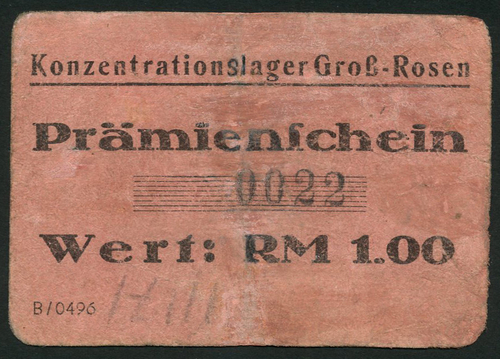 Konzentrationslager Groß-Rosen
Prämienschein
0022
Wert: RM 1.00
B/0496